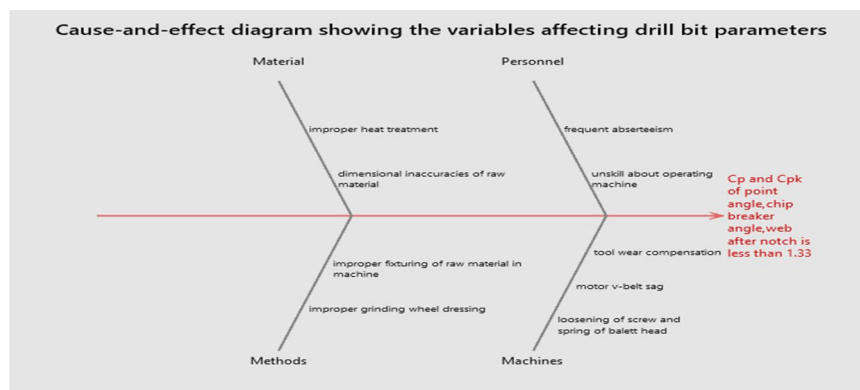 Cause-and-effect diagram showing the variables affecting drill bit parameters
Material
Personnel
improper heat treatment
frequent abserteeism
dimensional inaccuracies of raw
material
unskill about operating
machine
Cp and Cpk
of point
angle,chip
breaker
angle,web
after notch is
less than 1.33
improper fixturing of raw material in
machine
tool wear compensation
motor v-belt sag
improper grinding wheel dressing
loosening of screw and
spring of balett head
Methods
Machines